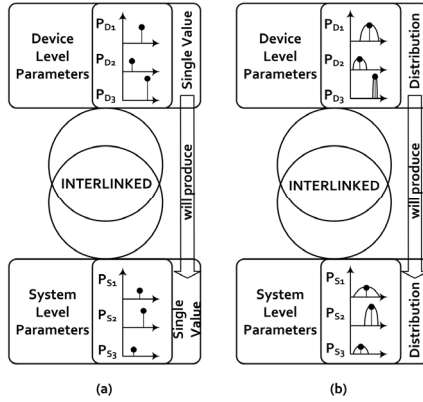 Device
Level
Parameters
PD1
PD2
PD3
Single Value
will produce
INTERLINKED
System
Level
Parameters
PS1
PS2
PS3
Single
Value
(a)
Device
Level
Parameters
PD1
PD2
PD3
Distribution
will produce
INTERLINKED
System
Level
Parameters
PS1
PS2
PS3
Distribution
(b)